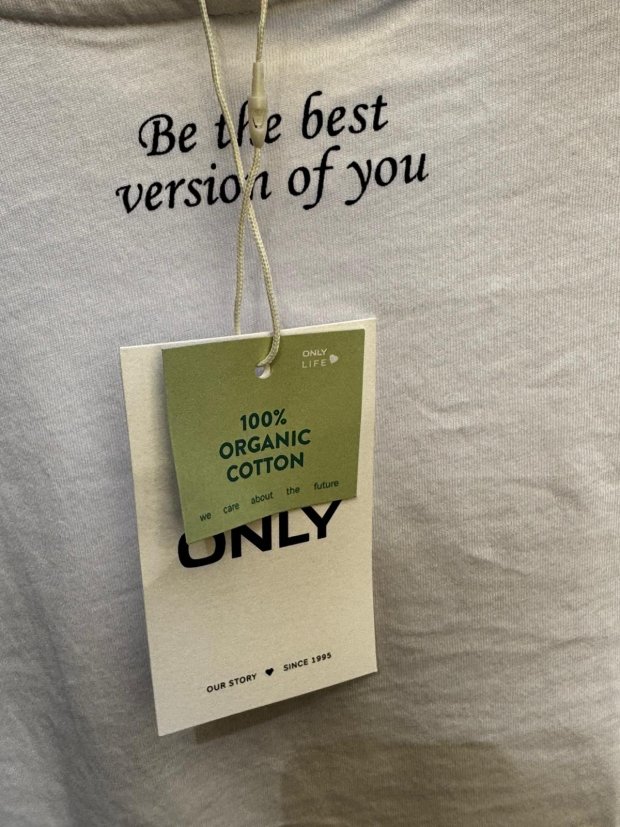 Be the best
version of you
ONLY
LIFE
100%
ORGANIC
COTTON
we care about the future
ONLY
OUR STORY SINCE 1995